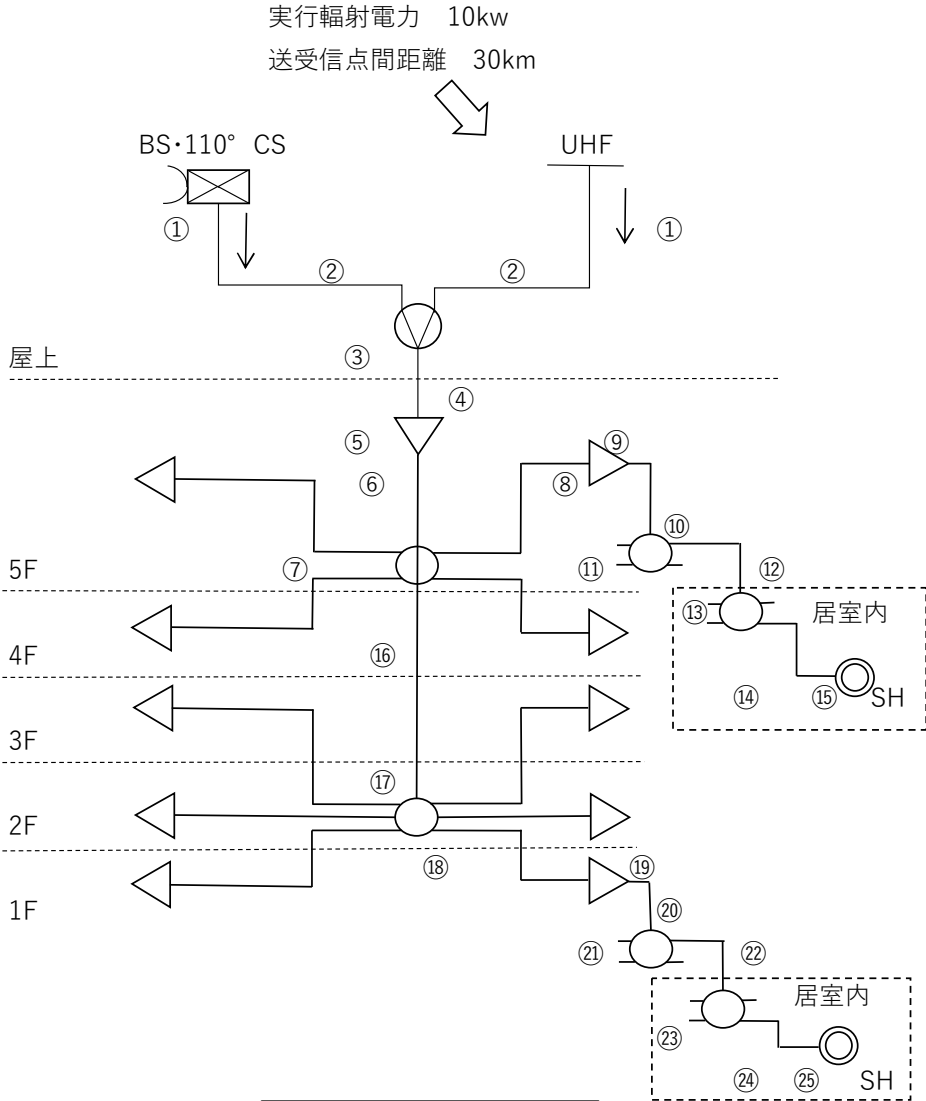 実行輻射電力　10kw
送受信点間距離　30km
BS・110°  CS
UHF
①
①
②
②
屋上
③
④
⑤
⑨
⑥
⑧
⑩
5F
⑦
⑪
⑫
⑬
居室内
4F
⑯
⑭
⑮
SH
3F
⑰
2F
⑱
⑲
1F
⑳
㉑
㉒
居室内
㉓
㉔
㉕
SH